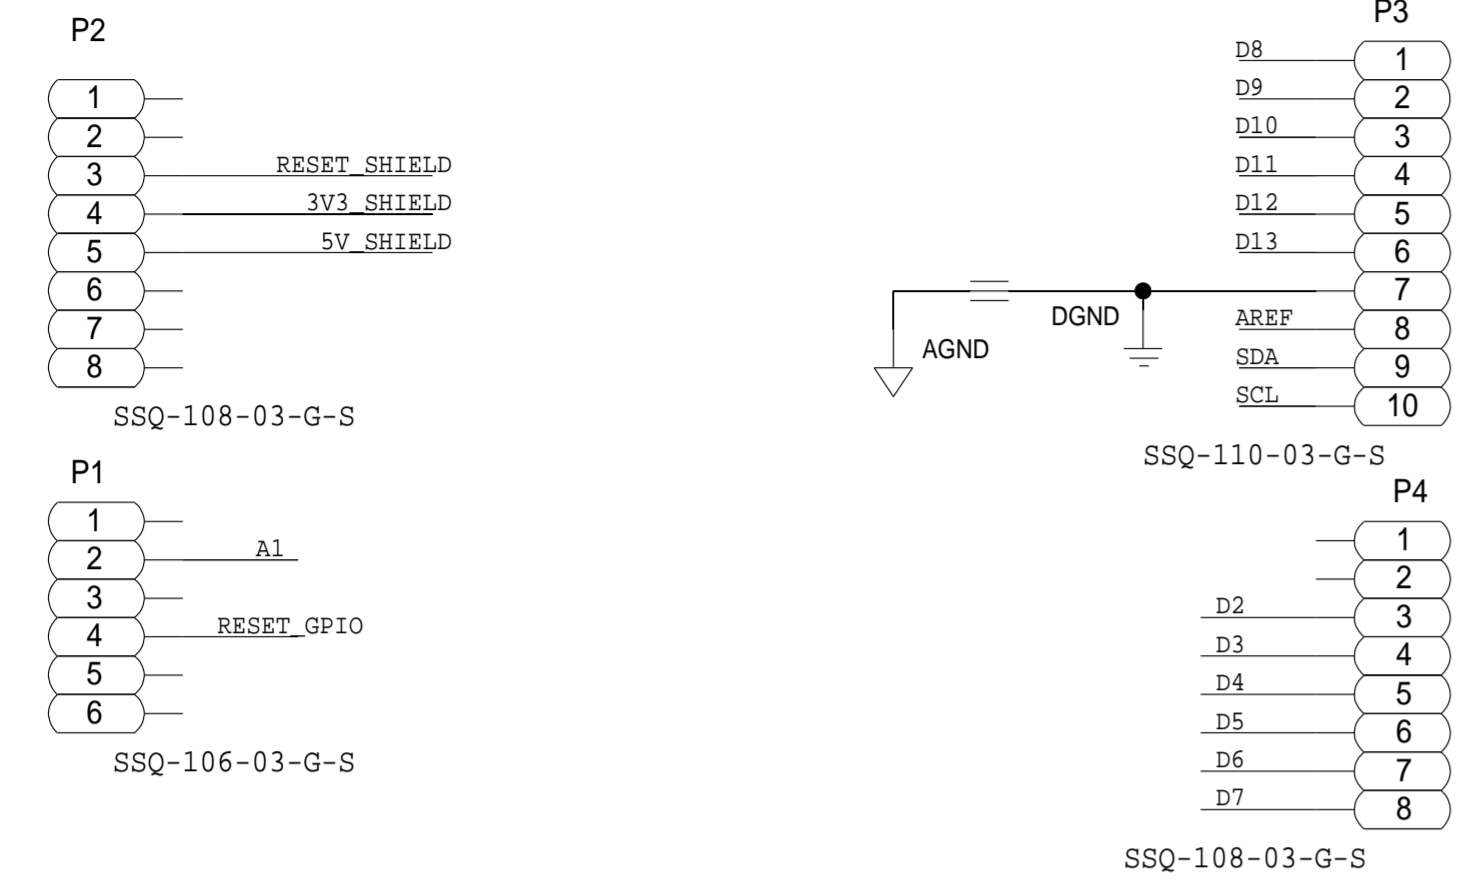 P2
1
2
3 RESET_SHIELD
4 3V3_SHIELD
5 5V_SHIELD
6
7
8
SSQ-108-03-G-S
P1
1
2 A1
3
4 RESET_GPIO
5
6
SSQ-106-03-G-S
P3
D8 1
D9 2
D10 3
D11 4
D12 5
D13 6
7
DGND
AGND
AREF 8
SDA 9
SCL 10
SSQ-110-03-G-S
P4
1
2
D2 3
D3 4
D4 5
D5 6
D6 7
D7 8
SSQ-108-03-G-S